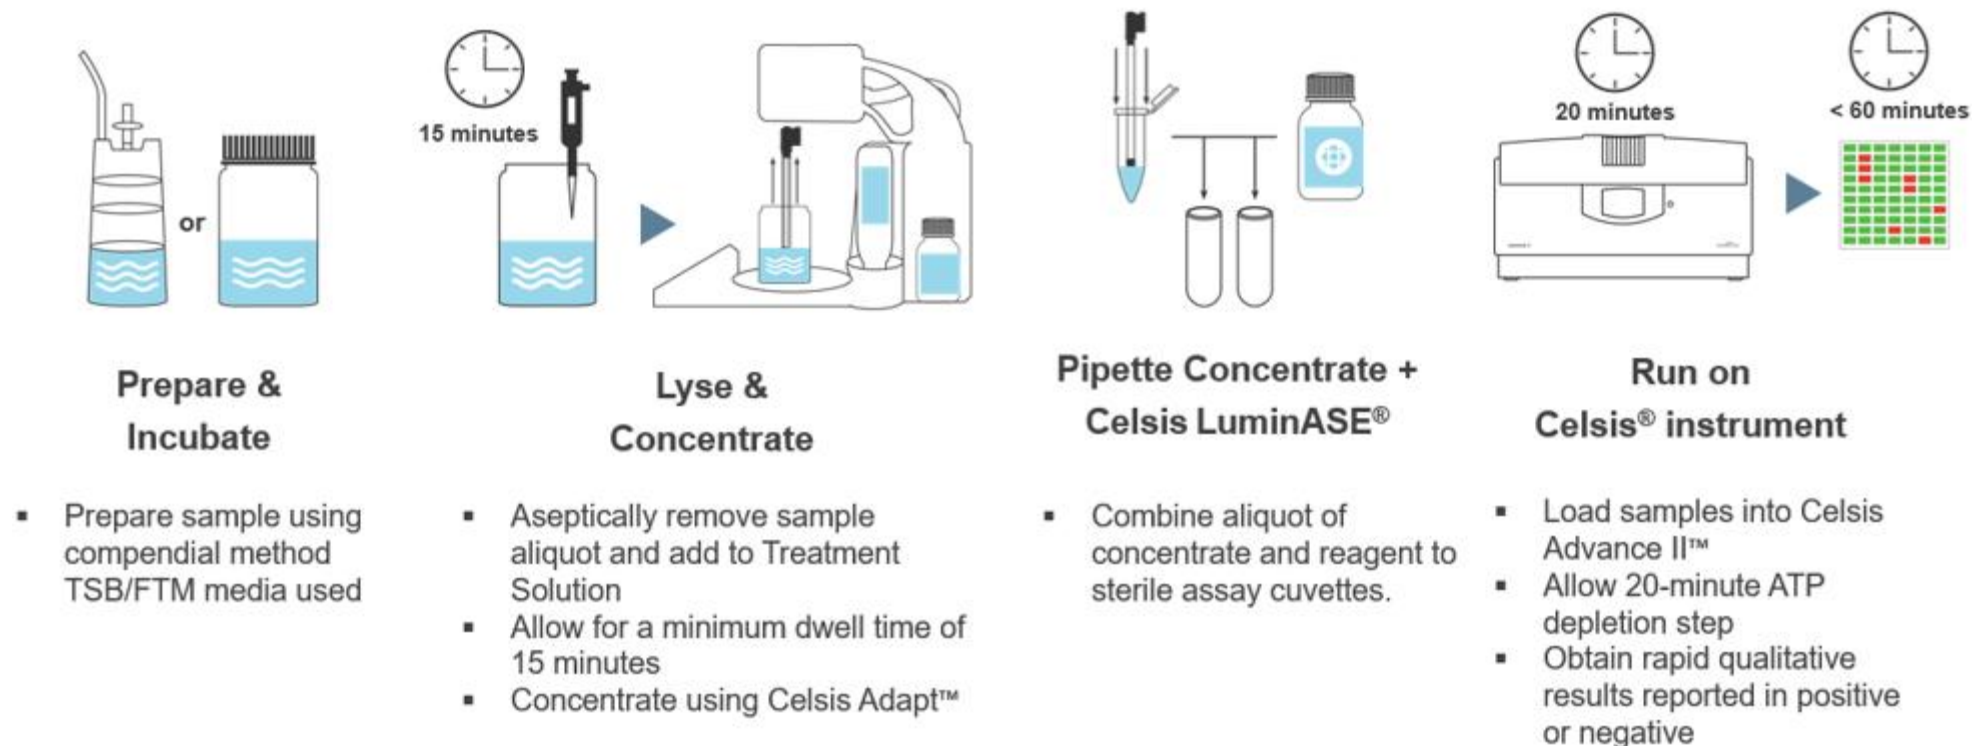 or
15 minutes
20 minutes
< 60 minutes
Prepare &
Incubate
▪ Prepare sample using
compendial method
TSB/FTM media used
Lyse &
Concentrate
▪ Aseptically remove sample
aliquot and add to Treatment
Solution
▪ Allow for a minimum dwell time of
15 minutes
▪ Concentrate using Celsis Adapt™
Pipette Concentrate +
Celsis LuminASE®
▪ Combine aliquot of
concentrate and reagent to
sterile assay cuvettes.
Run on
Celsis® instrument
▪ Load samples into Celsis
Advance II™
▪ Allow 20-minute ATP
depletion step
▪ Obtain rapid qualitative
results reported in positive
or negative